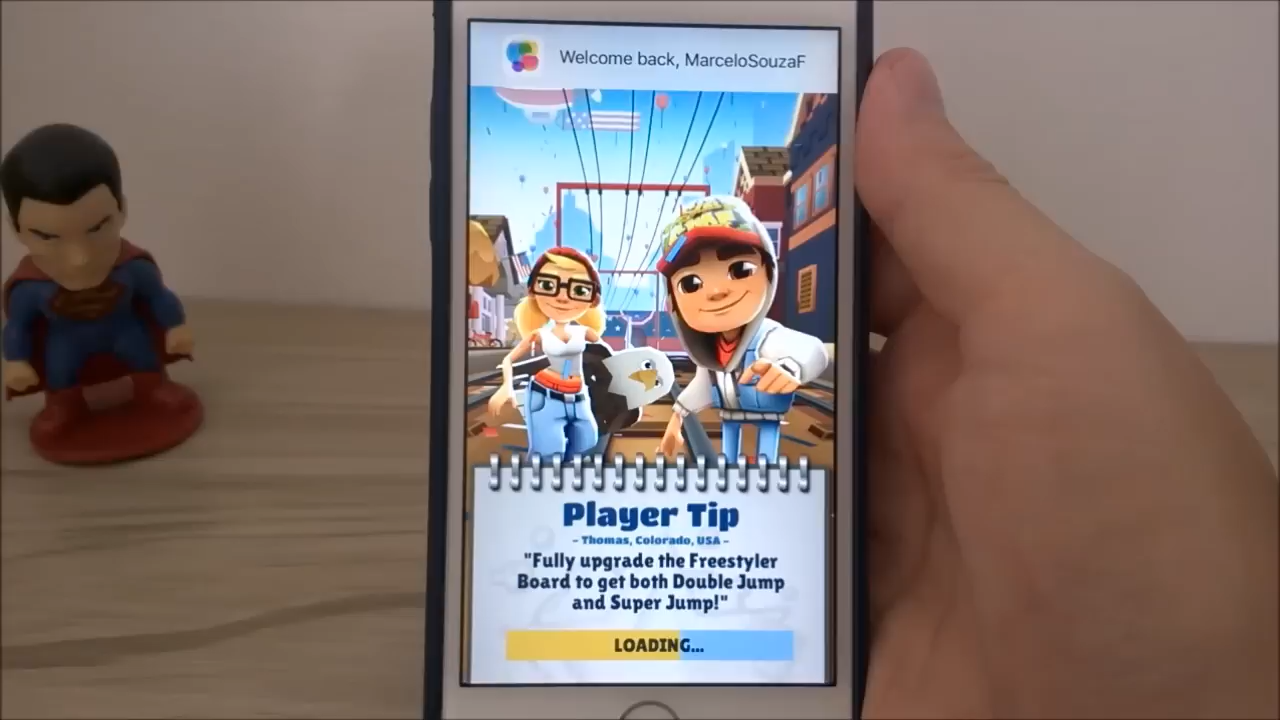 Welcome back, MarceloSouzaF
Player Tip
- Thomas, Colorado, USA -
"Fully upgrade the Freestyler
Board to get both Double Jump
and Super Jump!"
LOADING...